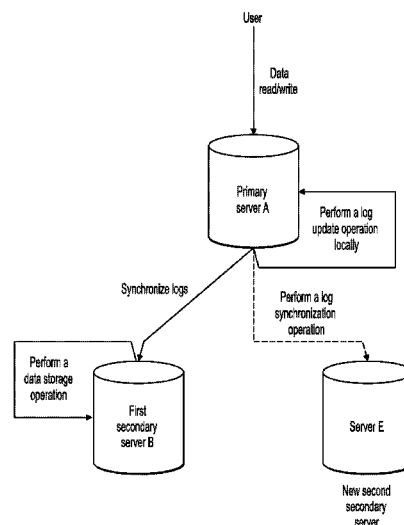 User
Data
read/write
Primary
server A
Perform a log
update operation
locally
Synchronize logs
Perform a log
synchronization
operation
Perform a
data storage
operation
First
secondary
server B
Server E
New second
secondary
server